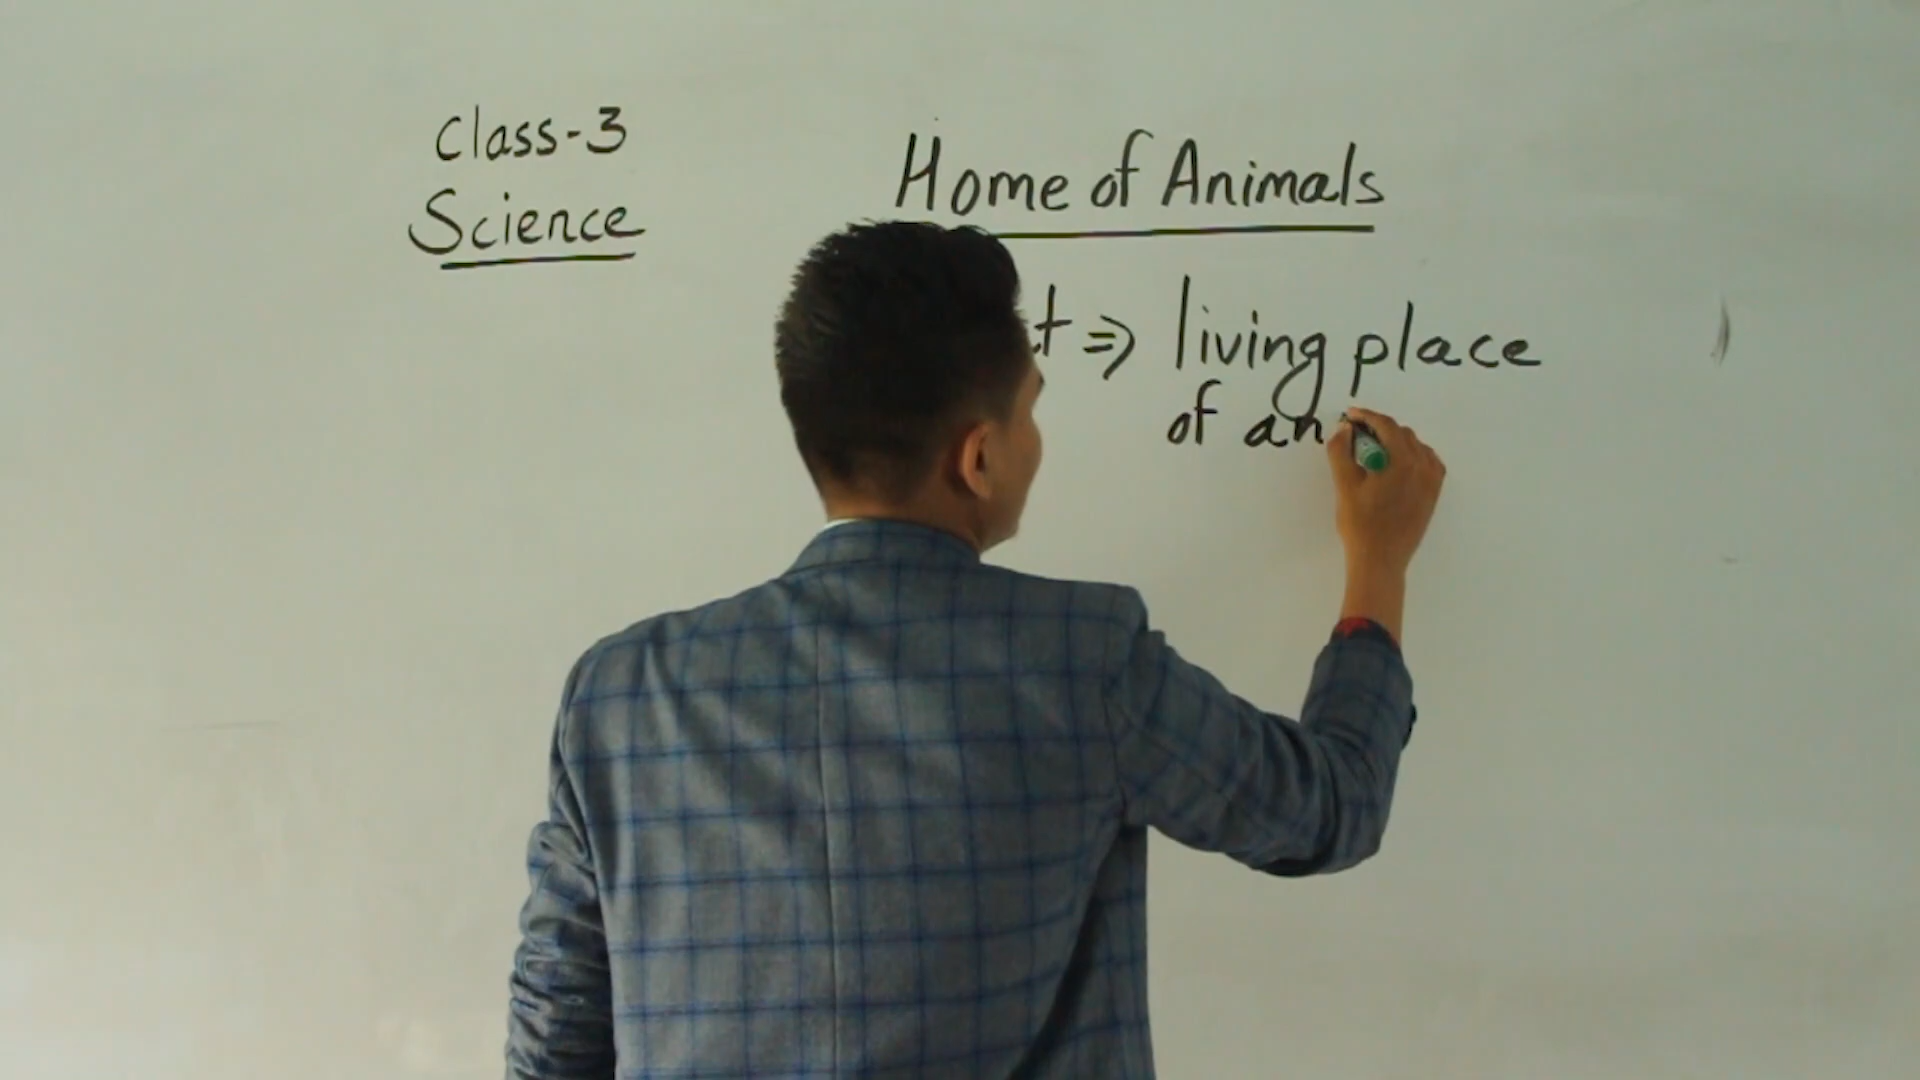 Class-3
Science
Home of Animals
⇒ living place
of an